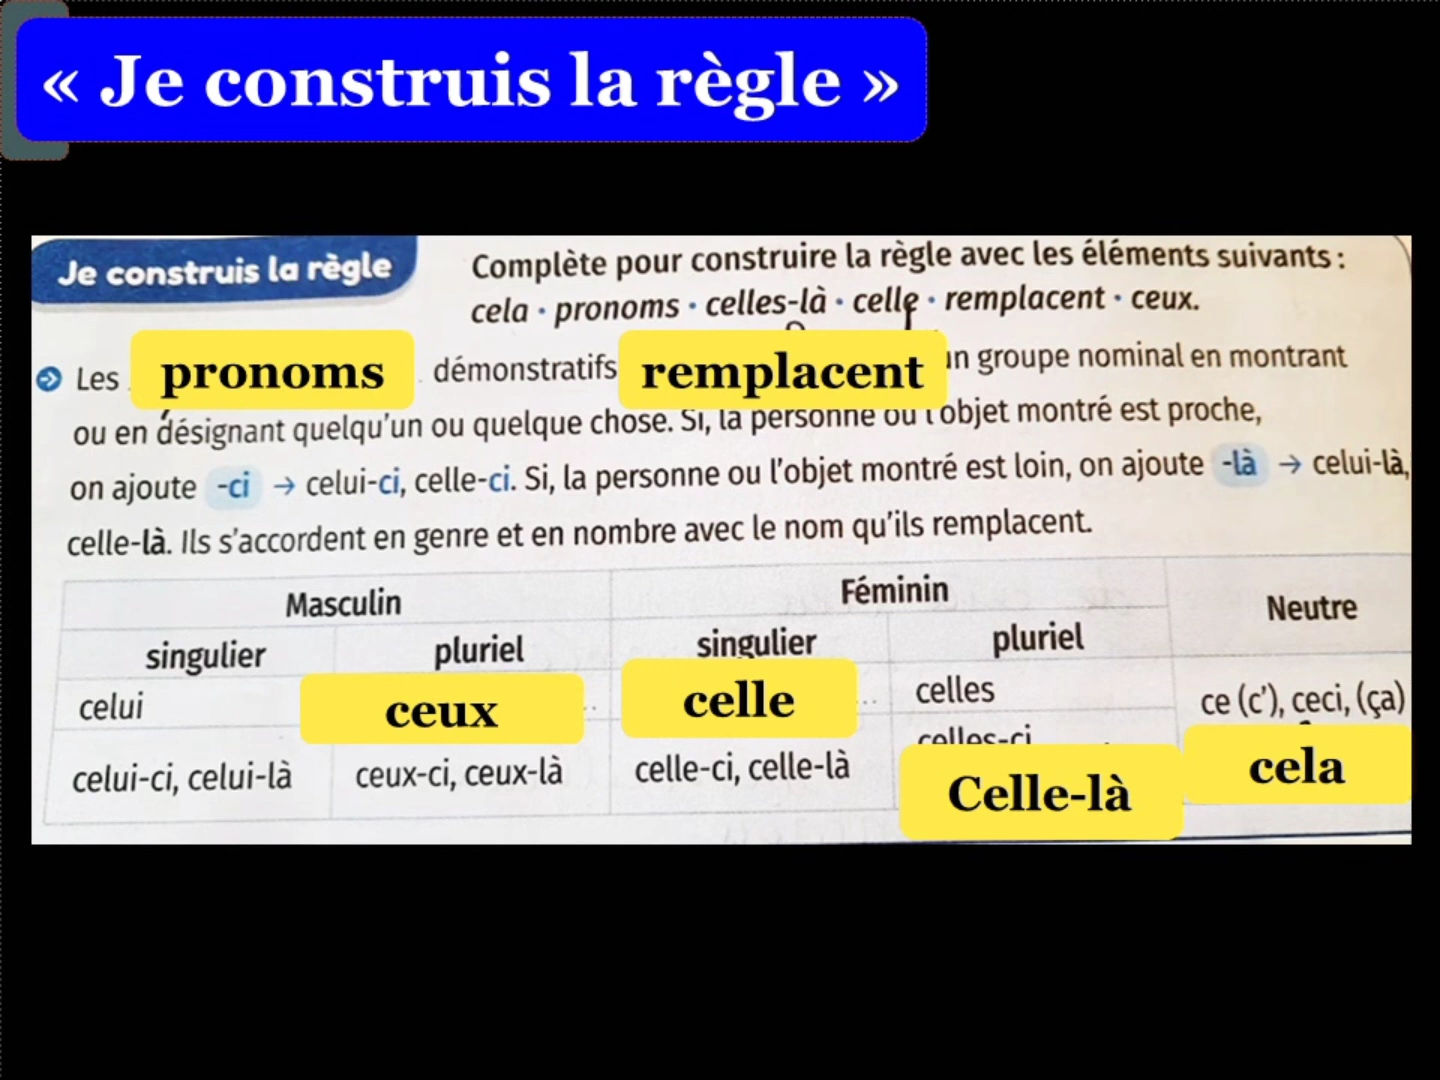 « Je construis la règle »
Je construis la règle
Complète pour construire la règle avec les éléments suivants :
cela · pronoms · celles-là · celle · remplacent · ceux.
Les pronoms démonstratifs remplacent un groupe nominal en montrant
ou en désignant quelqu'un ou quelque chose. Si, la personne ou l'objet montré est proche,
on ajoute -ci → celui-ci, celle-ci. Si, la personne ou l'objet montré est loin, on ajoute -là → celui-là,
celle-là. Ils s'accordent en genre et en nombre avec le nom qu'ils remplacent.
Masculin Féminin Neutre
singulier pluriel singulier pluriel
celui ceux celle celles ce (c'), ceci, (ça)
celles-ci
celui-ci, celui-là ceux-ci, ceux-là celle-ci, celle-là Celle-là cela